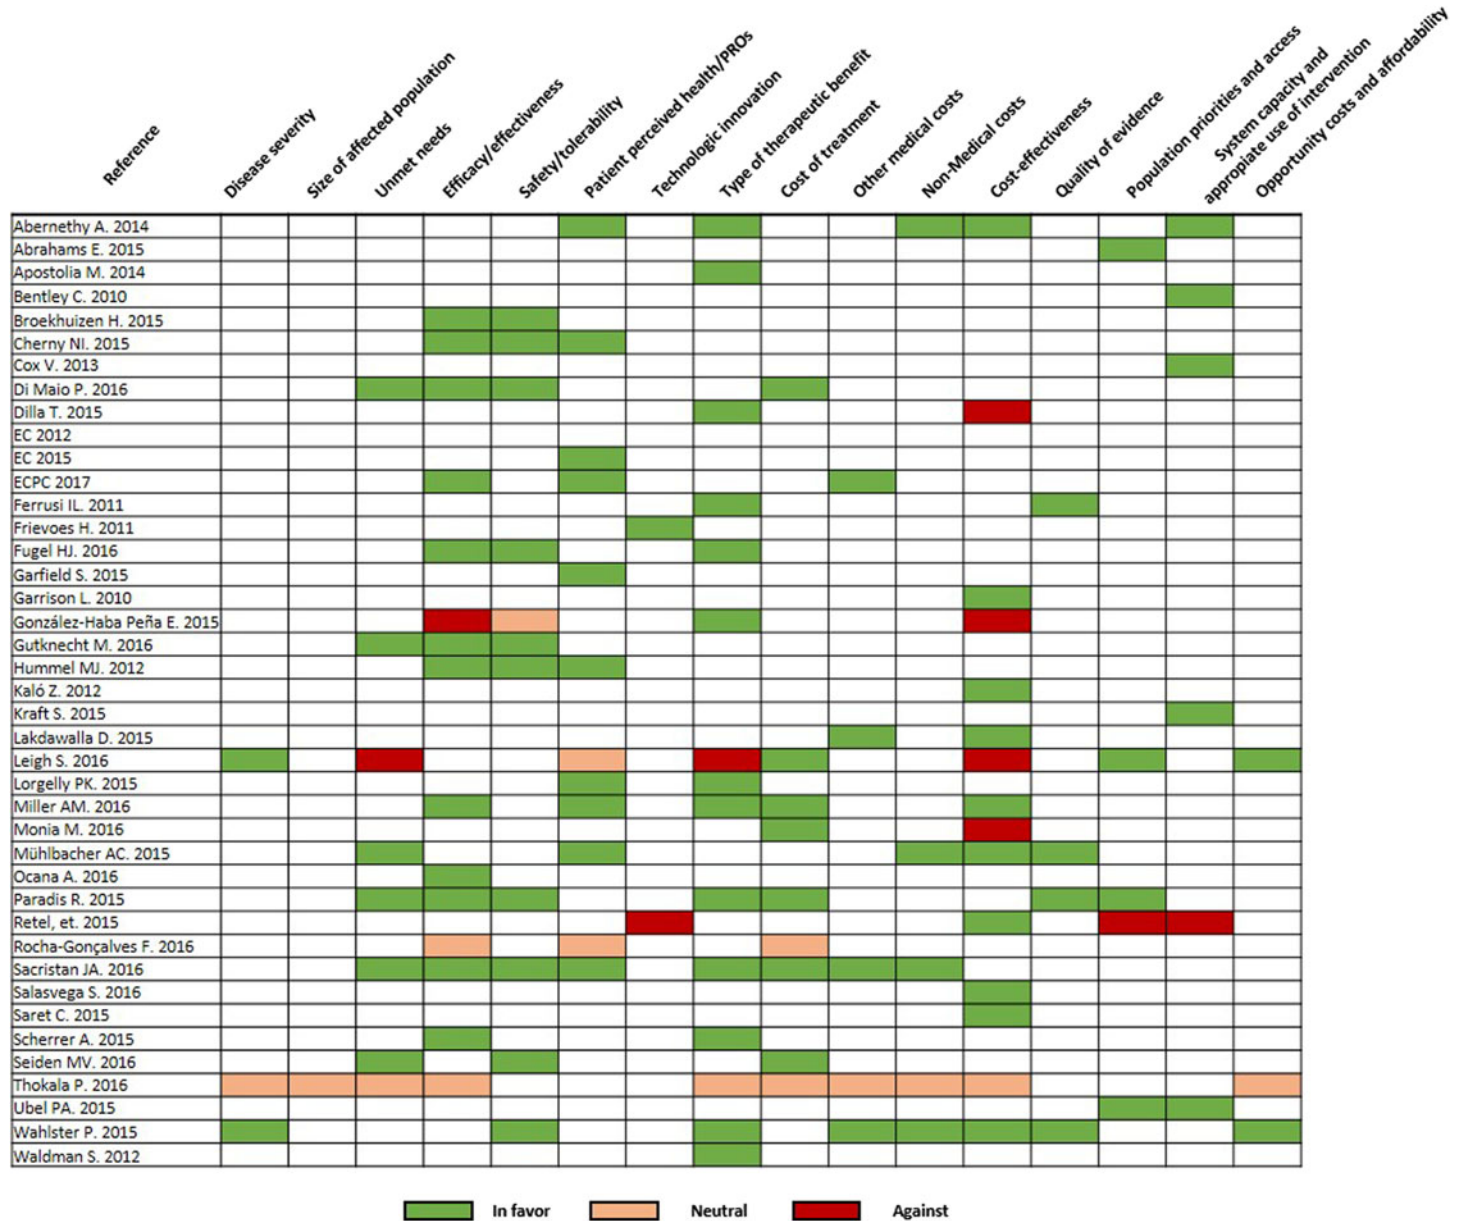 Reference
Disease severity
Size of affected population
Unmet needs
Efficacy/effectiveness
Safety/tolerability
Patient perceived health/PROs
Technologic innovation
Type of therapeutic benefit
Cost of treatment
Other medical costs
Non-Medical costs
Cost-effectiveness
Quality of evidence
Population priorities and access
System capacity and
appropriate use of intervention
Opportunity costs and affordability
Abernethy A. 2014
Abrahams E. 2015
Apostolia M. 2014
Bentley C. 2010
Broekhuizen H. 2015
Cherny NI. 2015
Cox V. 2013
Di Maio P. 2016
Dilla T. 2015
EC 2012
EC 2015
ECPC 2017
Ferrusi IL. 2011
Frievoes H. 2011
Fugel HJ. 2016
Garfield S. 2015
Garrison L. 2010
González-Haba Peña E. 2015
Gutknecht M. 2016
Hummel MJ. 2012
Kaló Z. 2012
Kraft S. 2015
Lakdawalla D. 2015
Leigh S. 2016
Lorgelly PK. 2015
Miller AM. 2016
Monia M. 2016
Mühlbacher AC. 2015
Ocana A. 2016
Paradis R. 2015
Retel, et. 2015
Rocha-Gonçalves F. 2016
Sacristan JA. 2016
Salasvega S. 2016
Saret C. 2015
Scherrer A. 2015
Seiden MV. 2016
Thokala P. 2016
Ubel PA. 2015
Wahlster P. 2015
Waldman S. 2012
In favor
Neutral
Against